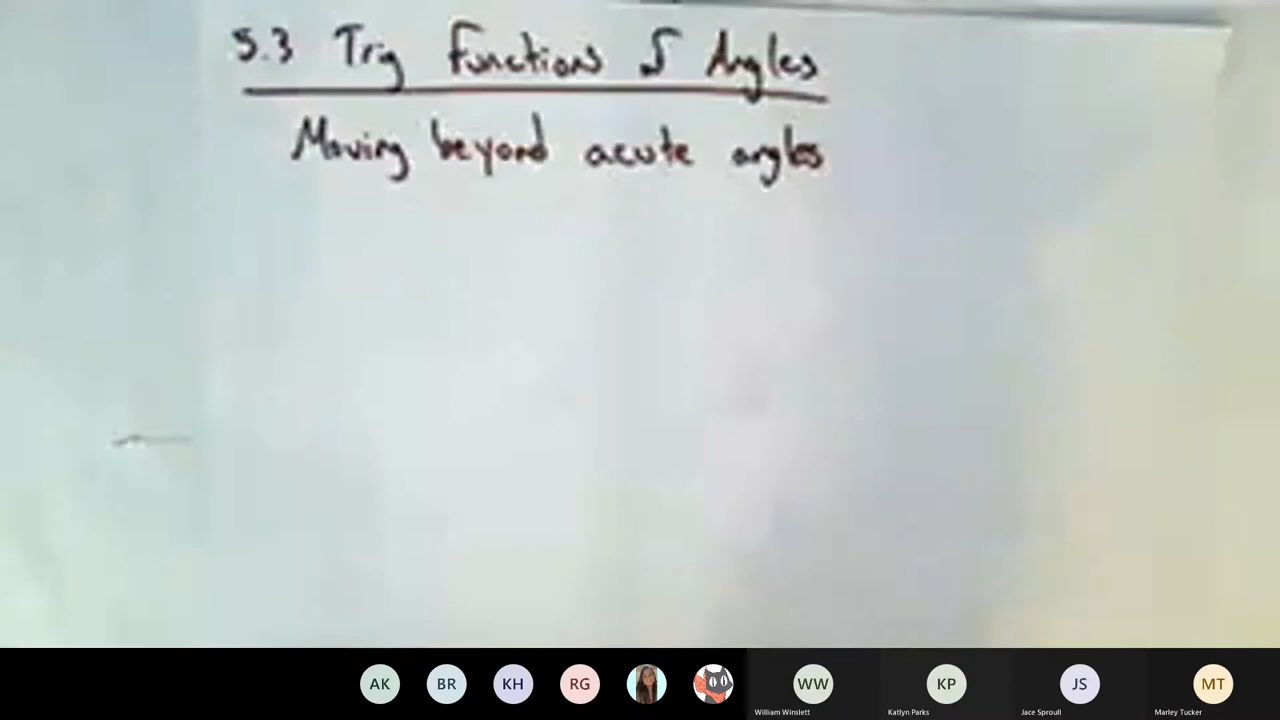 5.3 Trig Functions of Angles
Moving beyond acute angles
AK BR KH RG WW KP JS MT
William Winslett Katlyn Parks Jace Sproull Marley Tucker